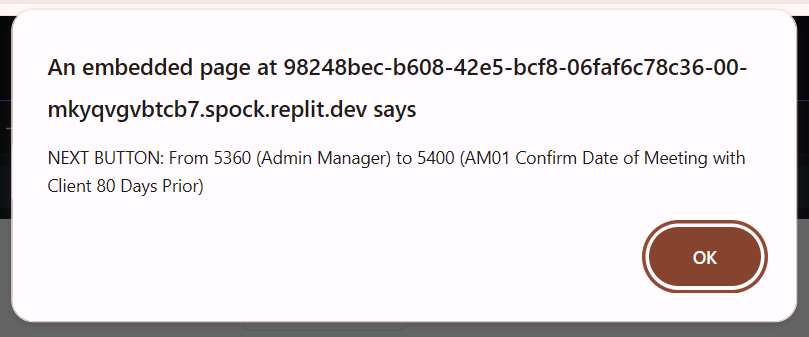 An embedded page at 98248bec-b608-42e5-bcf8-06faf6c78c36-00-
mkyqvgvbtcb7.spock.replit.dev says
NEXT BUTTON: From 5360 (Admin Manager) to 5400 (AM01 Confirm Date of Meeting with
Client 80 Days Prior)
OK